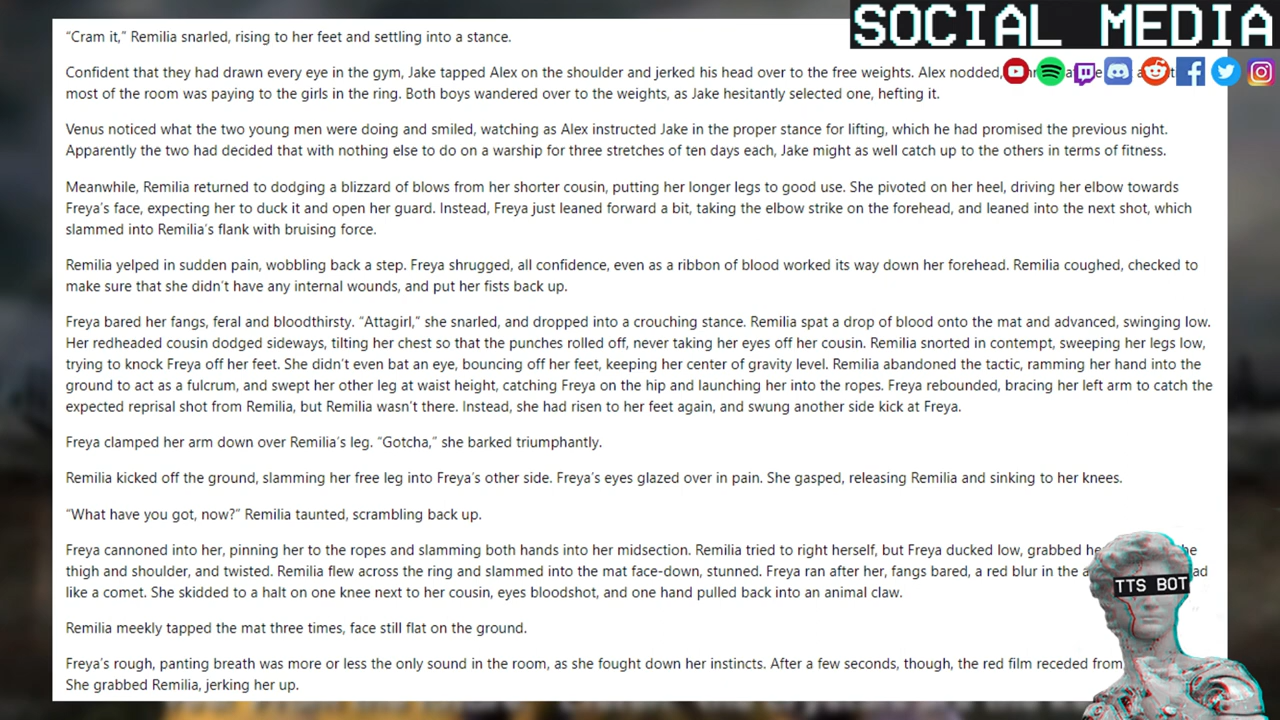 SOCIAL MEDIA
“Cram it,” Remilia snarled, rising to her feet and settling into a stance.
Confident that they had drawn every eye in the gym, Jake tapped Alex on the shoulder and jerked his head over to the free weights. Alex nodded,
most of the room was paying to the girls in the ring. Both boys wandered over to the weights, as Jake hesitantly selected one, hefting it.
Venus noticed what the two young men were doing and smiled, watching as Alex instructed Jake in the proper stance for lifting, which he had promised the previous night.
Apparently the two had decided that with nothing else to do on a warship for three stretches of ten days each, Jake might as well catch up to the others in terms of fitness.
Meanwhile, Remilia returned to dodging a blizzard of blows from her shorter cousin, putting her longer legs to good use. She pivoted on her heel, driving her elbow towards
Freya’s face, expecting her to duck it and open her guard. Instead, Freya just leaned forward a bit, taking the elbow strike on the forehead, and leaned into the next shot, which
slammed into Remilia’s flank with bruising force.
Remilia yelped in sudden pain, wobbling back a step. Freya shrugged, all confidence, even as a ribbon of blood worked its way down her forehead. Remilia coughed, checked to
make sure that she didn’t have any internal wounds, and put her fists back up.
Freya bared her fangs, feral and bloodthirsty. “Attagirl,” she snarled, and dropped into a crouching stance. Remilia spat a drop of blood onto the mat and advanced, swinging low.
Her redheaded cousin dodged sideways, tilting her chest so that the punches rolled off, never taking her eyes off her cousin. Remilia snorted in contempt, sweeping her legs low,
trying to knock Freya off her feet. She didn’t even bat an eye, bouncing off her feet, keeping her center of gravity level. Remilia abandoned the tactic, ramming her hand into the
ground to act as a fulcrum, and swept her other leg at waist height, catching Freya on the hip and launching her into the ropes. Freya rebounded, bracing her left arm to catch the
expected reprisal shot from Remilia, but Remilia wasn’t there. Instead, she had risen to her feet again, and swung another side kick at Freya.
Freya clamped her arm down over Remilia’s leg. “Gotcha,” she barked triumphantly.
Remilia kicked off the ground, slamming her free leg into Freya’s other side. Freya’s eyes glazed over in pain. She gasped, releasing Remilia and sinking to her knees.
“What have you got, now?” Remilia taunted, scrambling back up.
Freya cannoned into her, pinning her to the ropes and slamming both hands into her midsection. Remilia tried to right herself, but Freya ducked low, grabbed
thigh and shoulder, and twisted. Remilia flew across the ring and slammed into the mat face-down, stunned. Freya ran after her, fangs bared, a red blur in the
like a comet. She skidded to a halt on one knee next to her cousin, eyes bloodshot, and one hand pulled back into an animal claw.
TTS BOT
Remilia meekly tapped the mat three times, face still flat on the ground.
Freya’s rough, panting breath was more or less the only sound in the room, as she fought down her instincts. After a few seconds, though, the red film receded from
She grabbed Remilia, jerking her up.